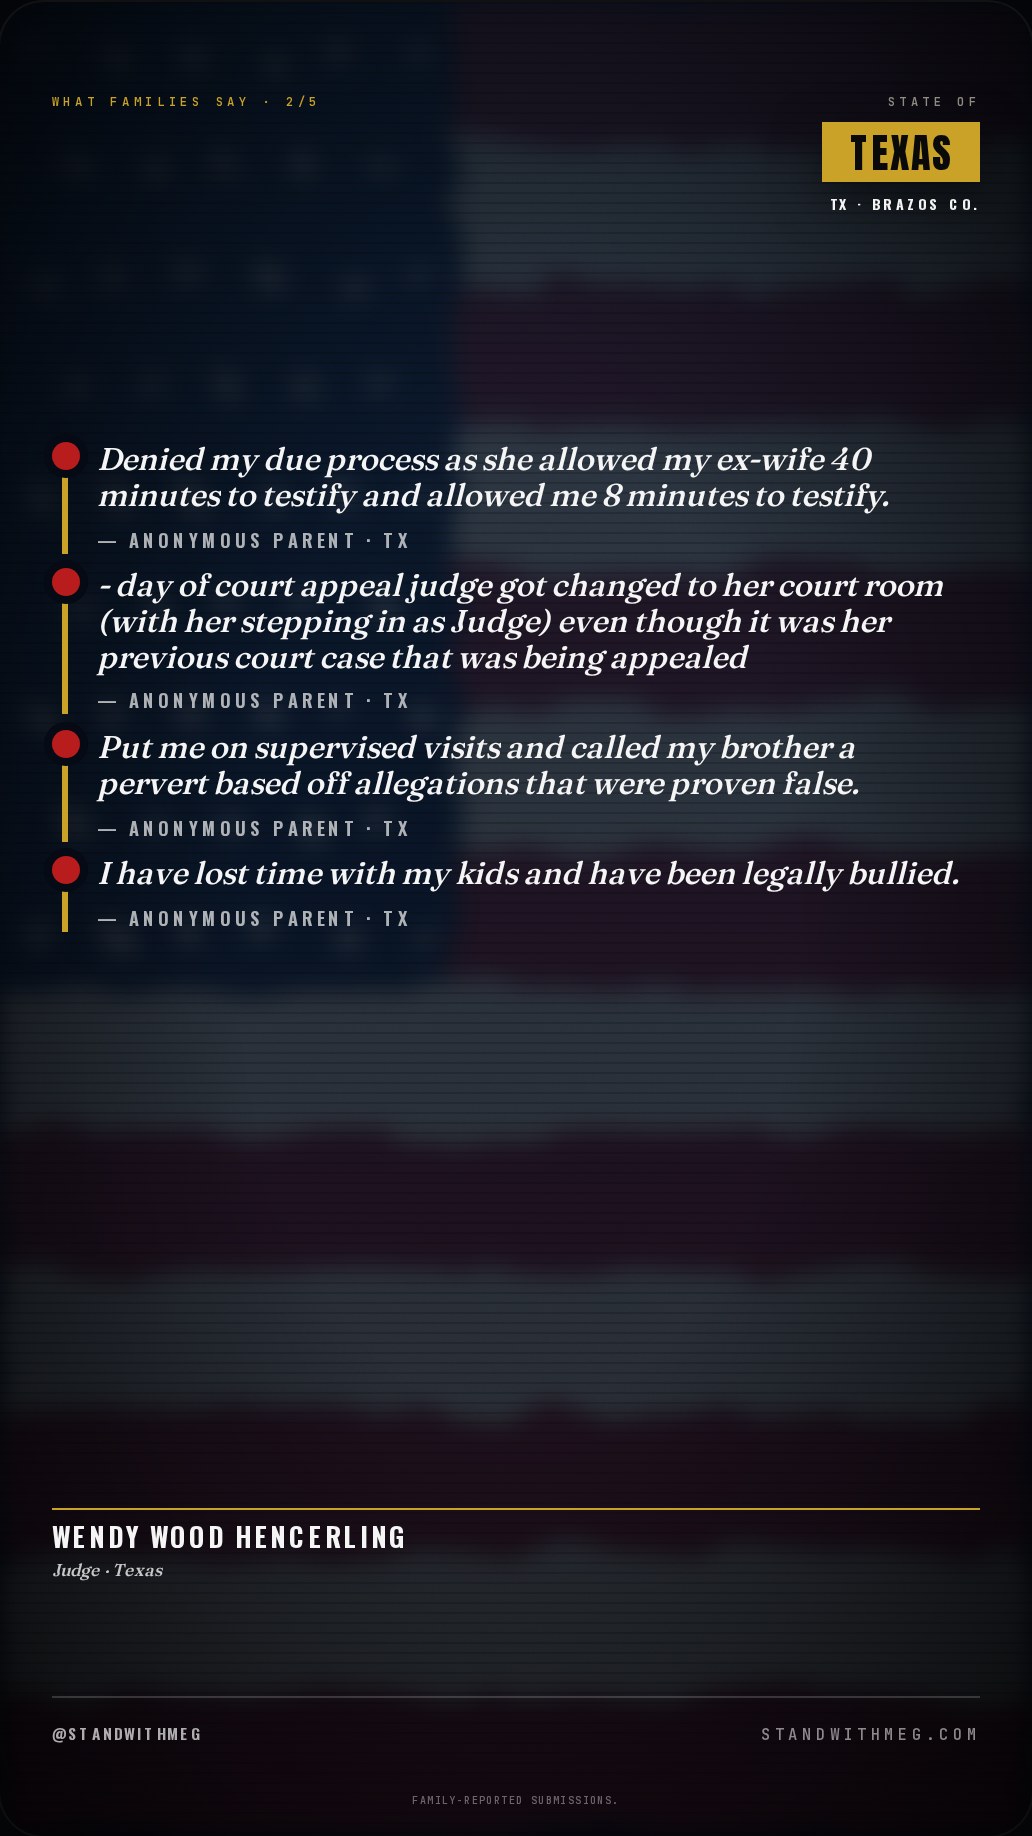 WHAT FAMILIES SAY · 2/5
STATE OF
TEXAS
TX · BRAZOS CO.
Denied my due process as she allowed my ex-wife 40
minutes to testify and allowed me 8 minutes to testify.
— ANONYMOUS PARENT · TX
- day of court appeal judge got changed to her court room
(with her stepping in as Judge) even though it was her
previous court case that was being appealed
— ANONYMOUS PARENT · TX
Put me on supervised visits and called my brother a
pervert based off allegations that were proven false.
— ANONYMOUS PARENT · TX
I have lost time with my kids and have been legally bullied.
— ANONYMOUS PARENT · TX
WENDY WOOD HENCERLING
Judge · Texas
@STANDWITHMEG
STANDWITHMEG.COM
FAMILY-REPORTED SUBMISSIONS.